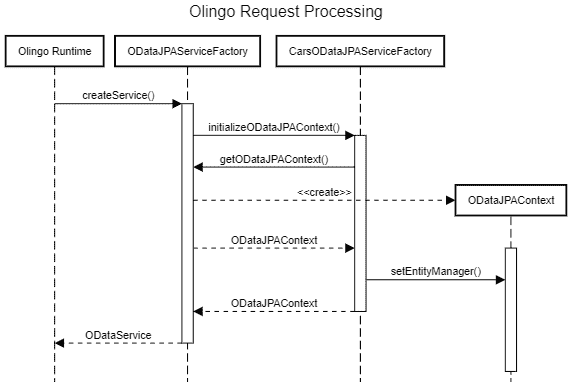 Olingo Request Processing
Olingo Runtime
ODataJPAServiceFactory
CarsODataJPAServiceFactory
createService()
initializeODataJPAContext()
getODataJPAContext()
<<create>>
ODataJPAContext
ODataJPAContext
setEntityManager()
ODataJPAContext
ODataService